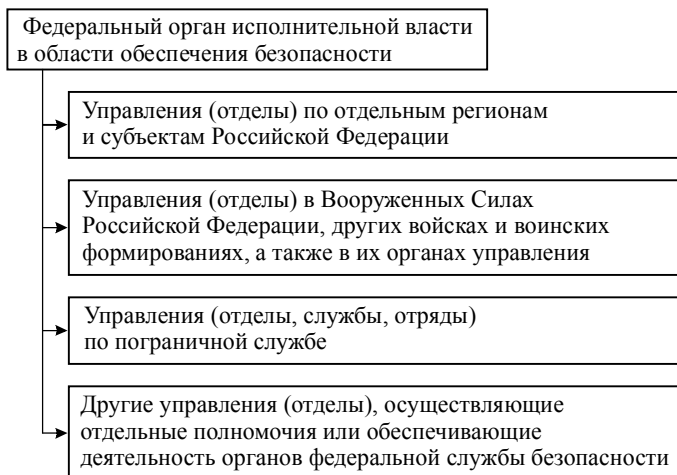 Федеральный орган исполнительной власти
в области обеспечения безопасности
Управления (отделы) по отдельным регионам
и субъектам Российской Федерации
Управления (отделы) в Вооруженных Силах
Российской Федерации, других войсках и воинских
формированиях, а также в их органах управления
Управления (отделы, службы, отряды)
по пограничной службе
Другие управления (отделы), осуществляющие
отдельные полномочия или обеспечивающие
деятельность органов федеральной службы безопасности